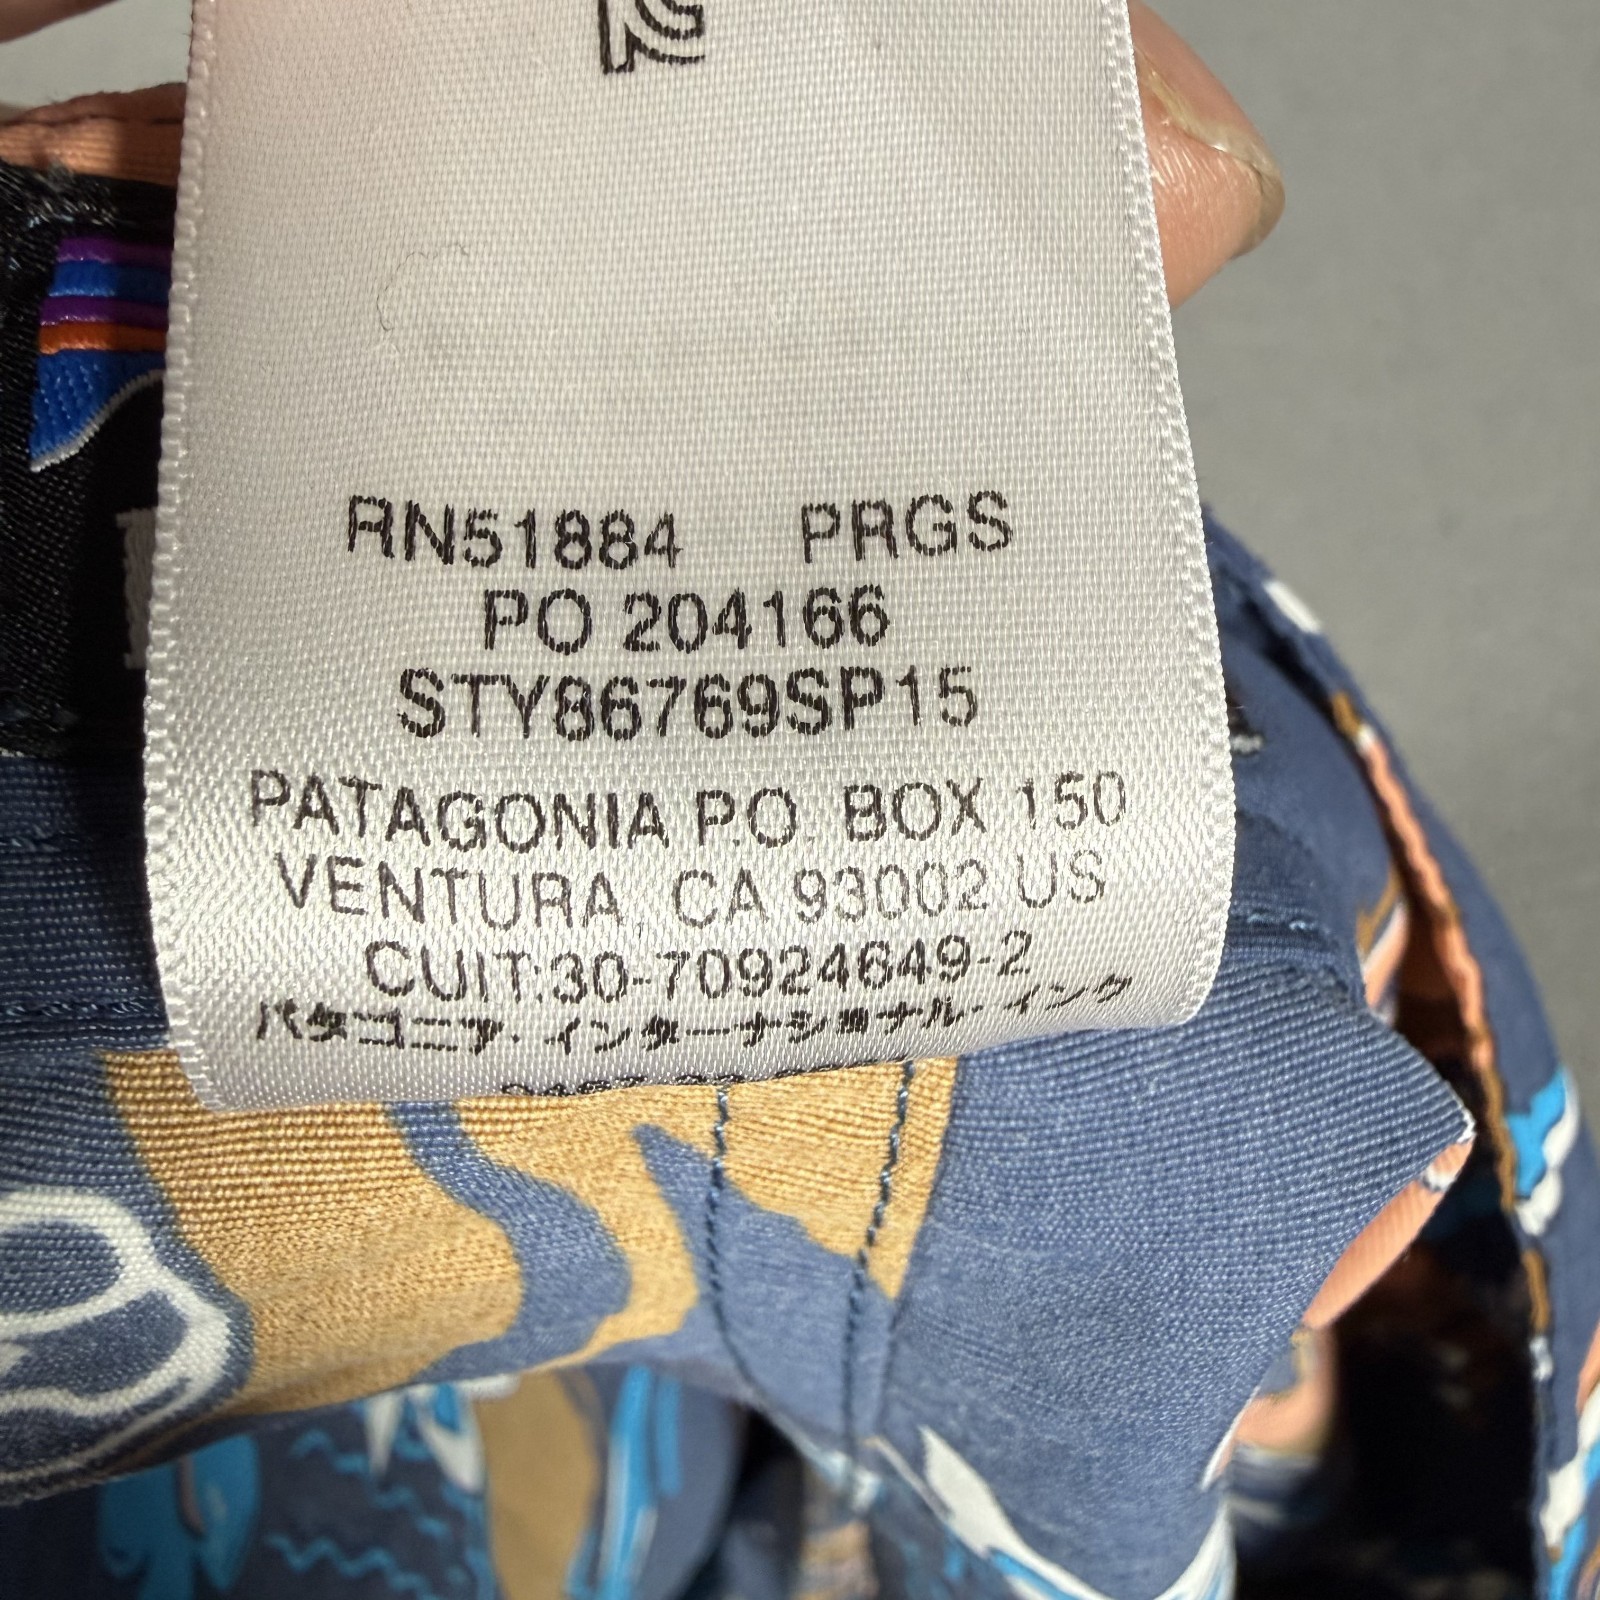 RN51884 PRGS
PO 204166
STY86769SP15
PATAGONIA P.O. BOX 150
VENTURA, CA 93002 US
CUIT:30-70924649-2
パタゴニア・インターナショナル・インク